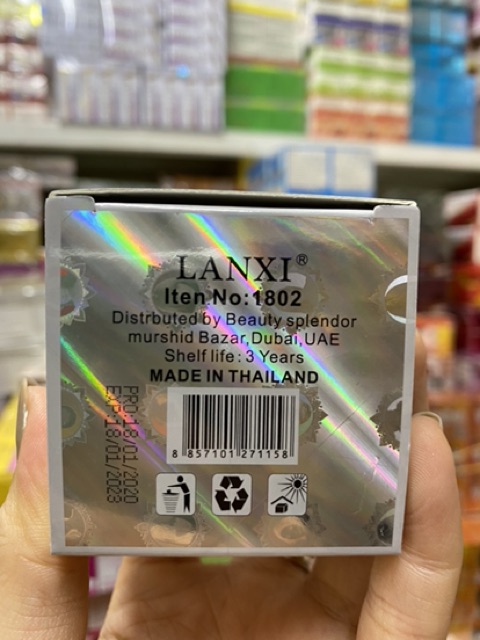 LANXI®
Iten No:1802
Distrbuted by Beauty splendor
murshid Bazar,Dubai,UAE
Shelf life: 3 Years
MADE IN THAILAND
PRO:18/01/2020
EXP:18/01/2023
8 857101 271158